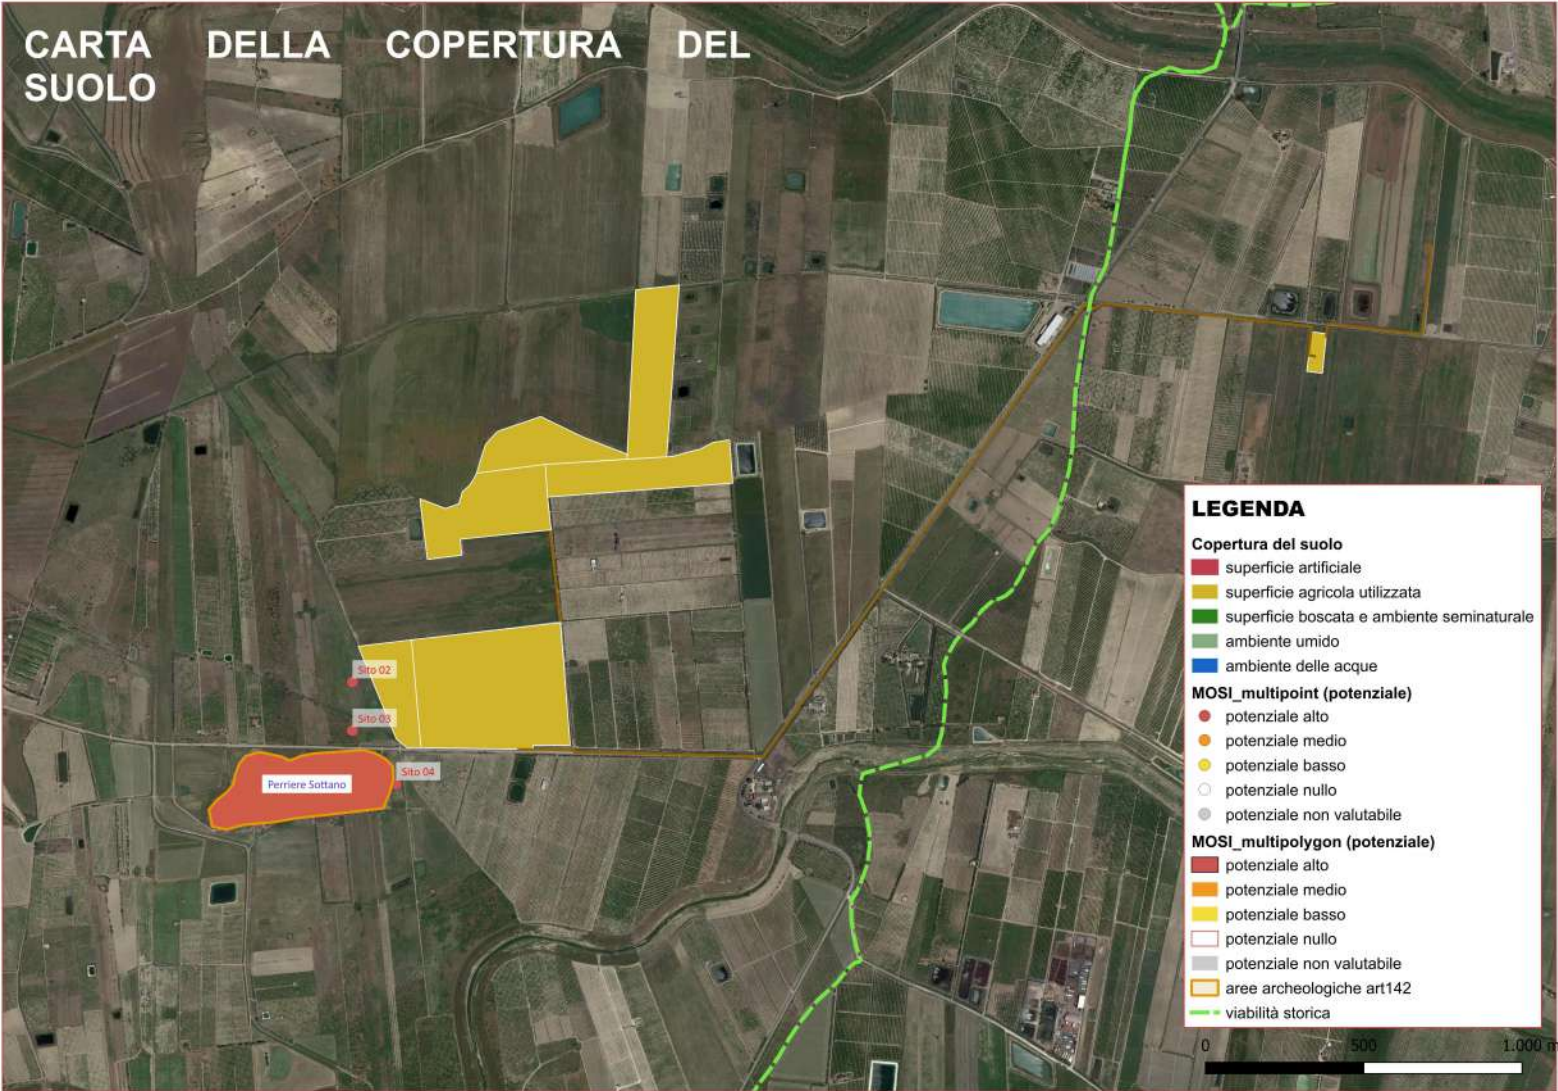 CARTA DELLA COPERTURA DEL
SUOLO
Sito 02
Sito 03
Sito 04
Perriere Sottano
LEGENDA
Copertura del suolo
superficie artificiale
superficie agricola utilizzata
superficie boscata e ambiente seminaturale
ambiente umido
ambiente delle acque
MOSI_multipoint (potenziale)
potenziale alto
potenziale medio
potenziale basso
potenziale nullo
potenziale non valutabile
MOSI_multipolygon (potenziale)
potenziale alto
potenziale medio
potenziale basso
potenziale nullo
potenziale non valutabile
aree archeologiche art142
viabilità storica
0 500 1.000 m